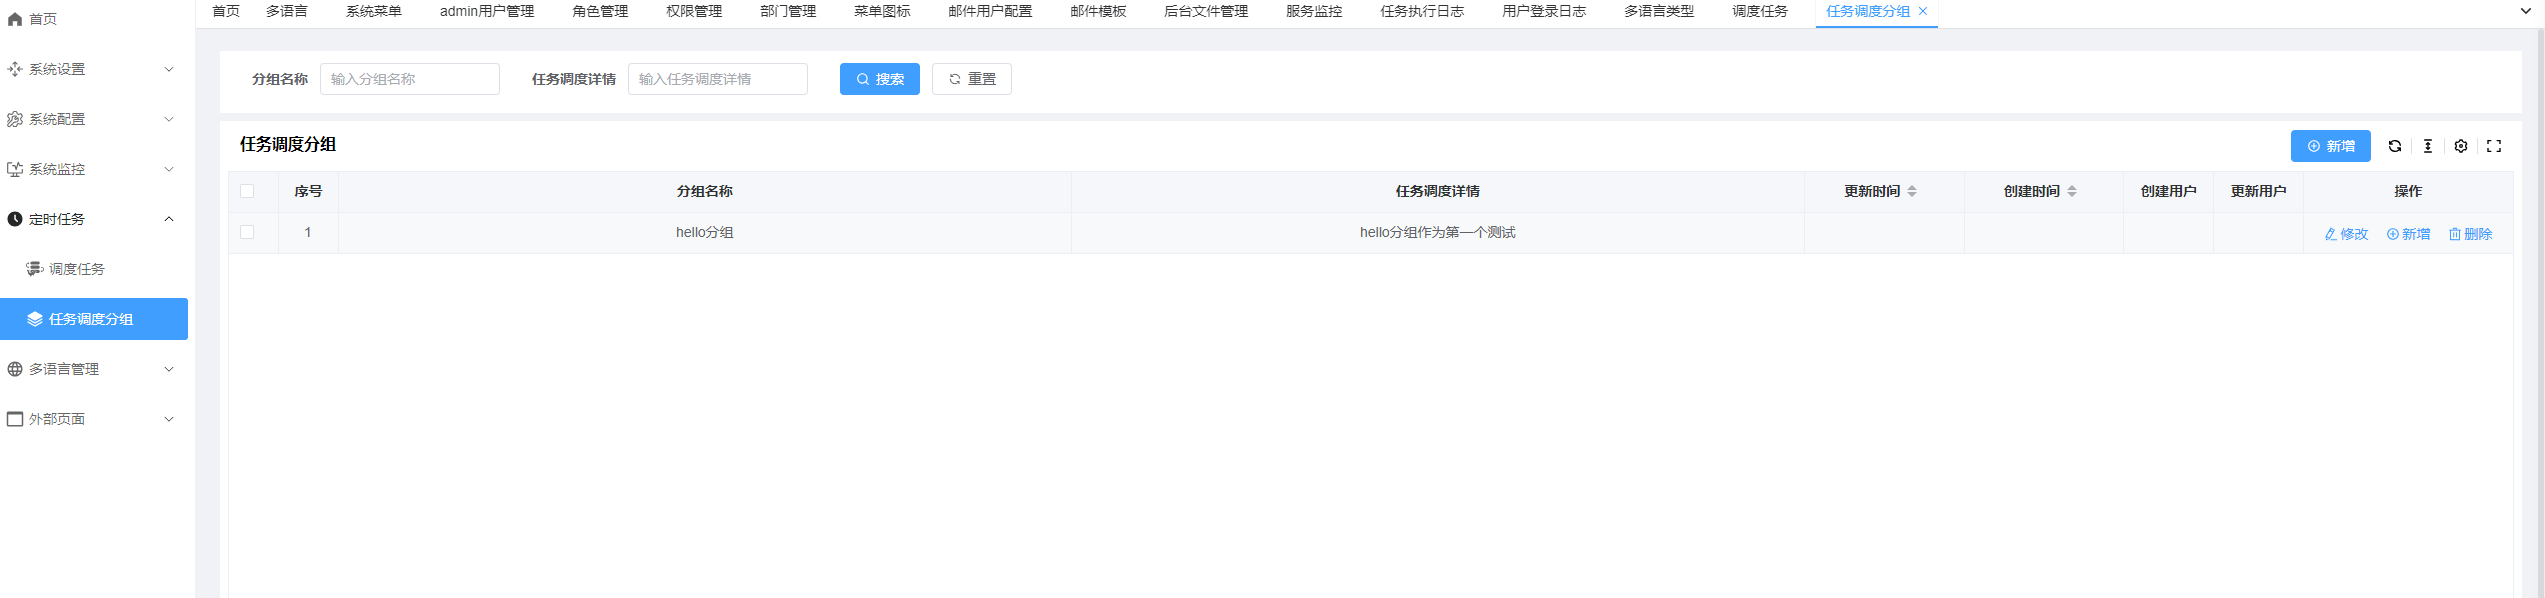 首页
系统设置
系统配置
系统监控
定时任务
调度任务
任务调度分组
多语言管理
外部页面
首页 多语言 系统菜单 admin用户管理 角色管理 权限管理 部门管理 菜单图标 邮件用户配置 邮件模板 后台文件管理 服务监控 任务执行日志 用户登录日志 多语言类型 调度任务 任务调度分组
分组名称 输入分组名称 任务调度详情 输入任务调度详情 搜索 重置
任务调度分组 新增
序号 分组名称 任务调度详情 更新时间 创建时间 创建用户 更新用户 操作
1 hello分组 hello分组作为第一个测试 修改 新增 删除